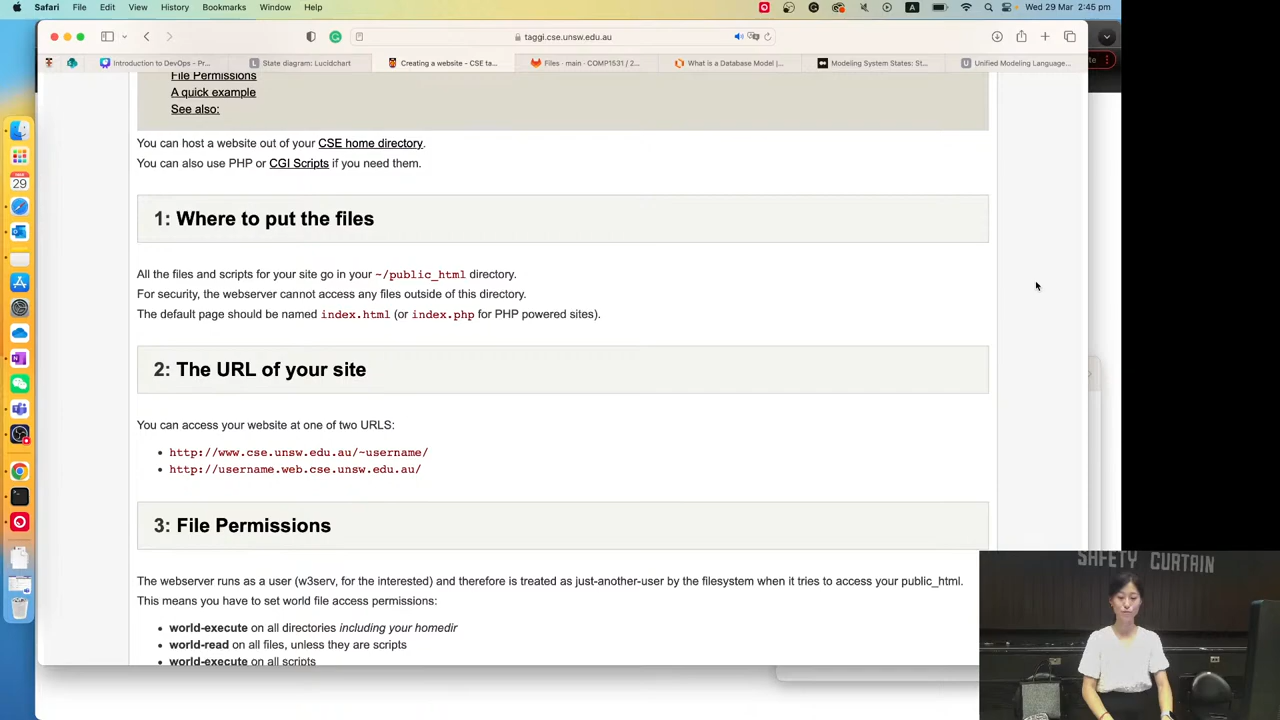 Safari File Edit View History Bookmarks Window Help
A
Wed 29 Mar 2:45 pm
taggi.cse.unsw.edu.au
Introduction to DevOps - Pr...
State diagram: Lucidchart
Creating a website - CSE ta...
Files · main · COMP1531 / 2...
What is a Database Model |...
Modeling System States: St...
Unified Modeling Language...
File Permissions
A quick example
See also:
You can host a website out of your CSE home directory.
You can also use PHP or CGI Scripts if you need them.
1: Where to put the files
All the files and scripts for your site go in your ~/public_html directory.
For security, the webserver cannot access any files outside of this directory.
The default page should be named index.html (or index.php for PHP powered sites).
2: The URL of your site
You can access your website at one of two URLS:
http://www.cse.unsw.edu.au/~username/
http://username.web.cse.unsw.edu.au/
3: File Permissions
The webserver runs as a user (w3serv, for the interested) and therefore is treated as just-another-user by the filesystem when it tries to access your public_html.
This means you have to set world file access permissions:
world-execute on all directories including your homedir
world-read on all files, unless they are scripts
world-execute on all scripts
29
SAFETY CURTAIN